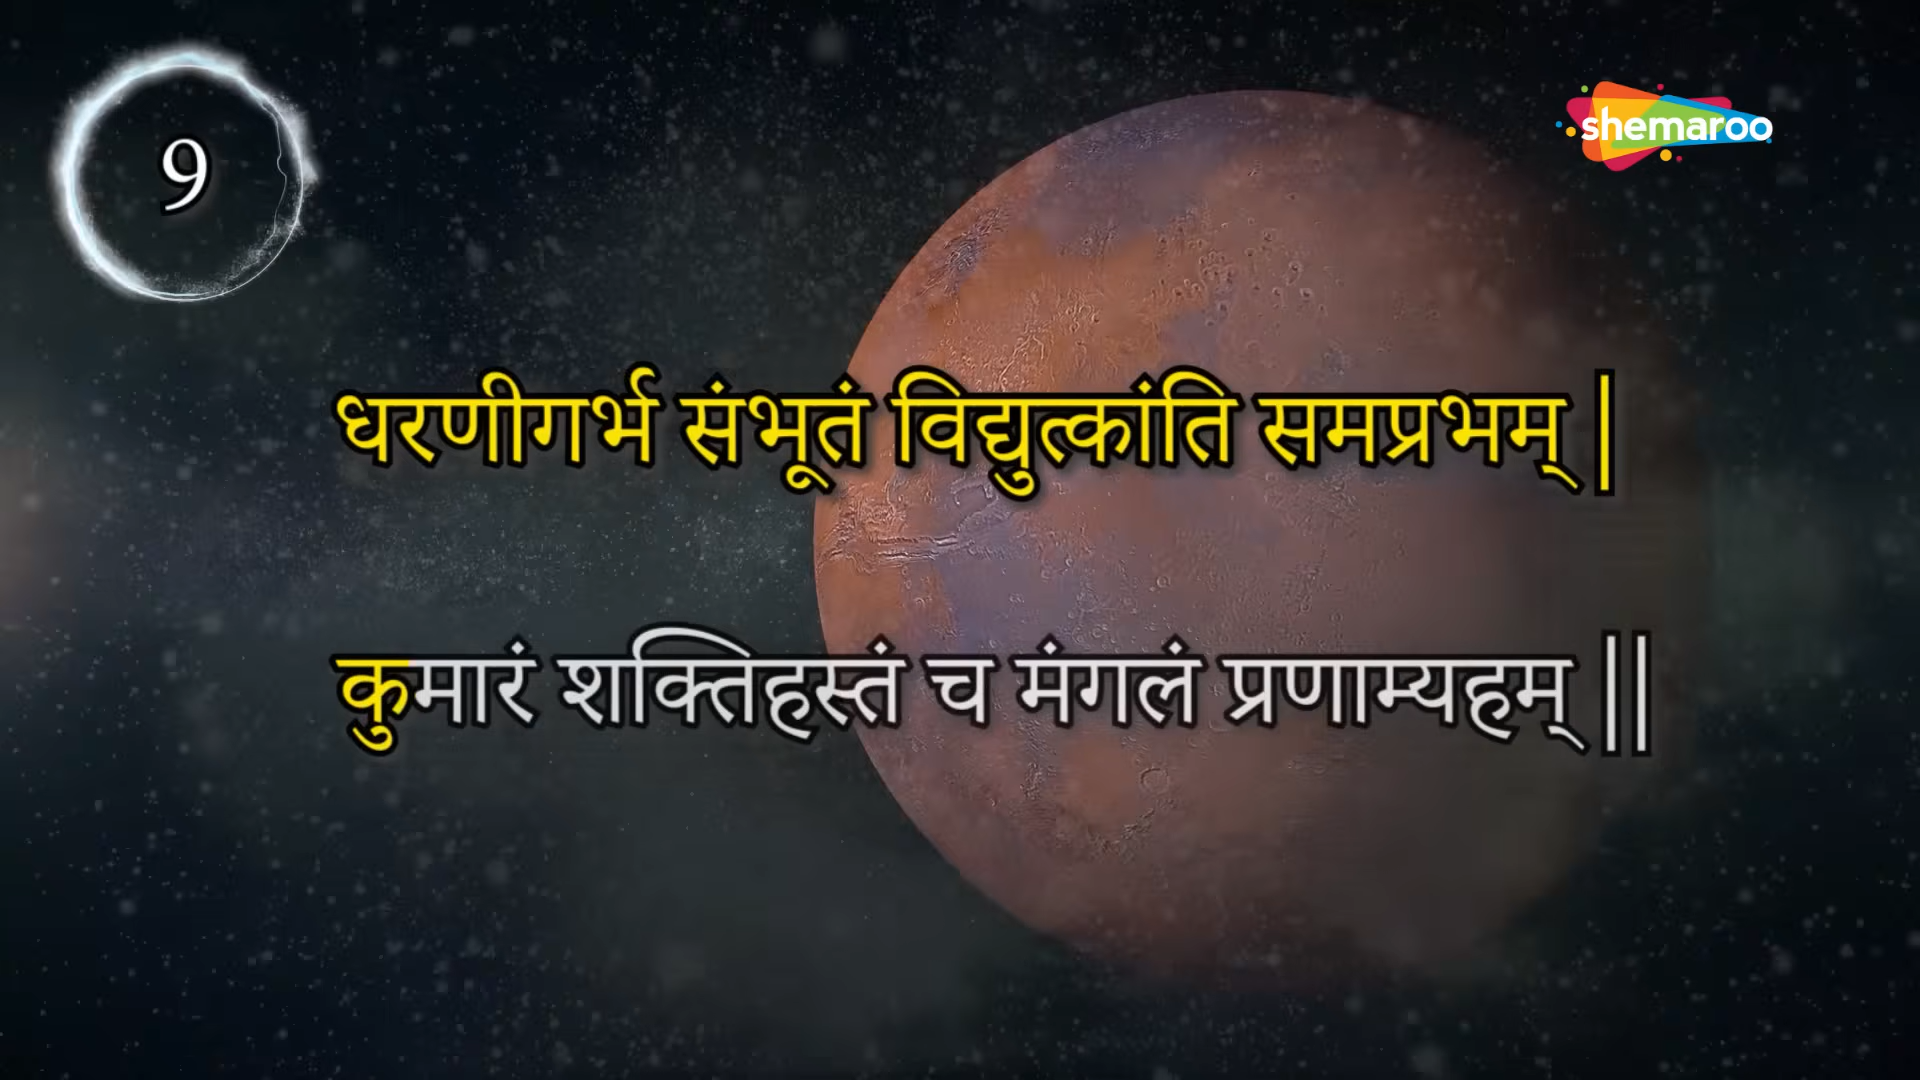 9
shemaroo
धरणीगर्भ संभूतं विद्युत्कांति समप्रभम् |
कुमारं शक्तिहस्तं च मंगलं प्रणाम्यहम् ||